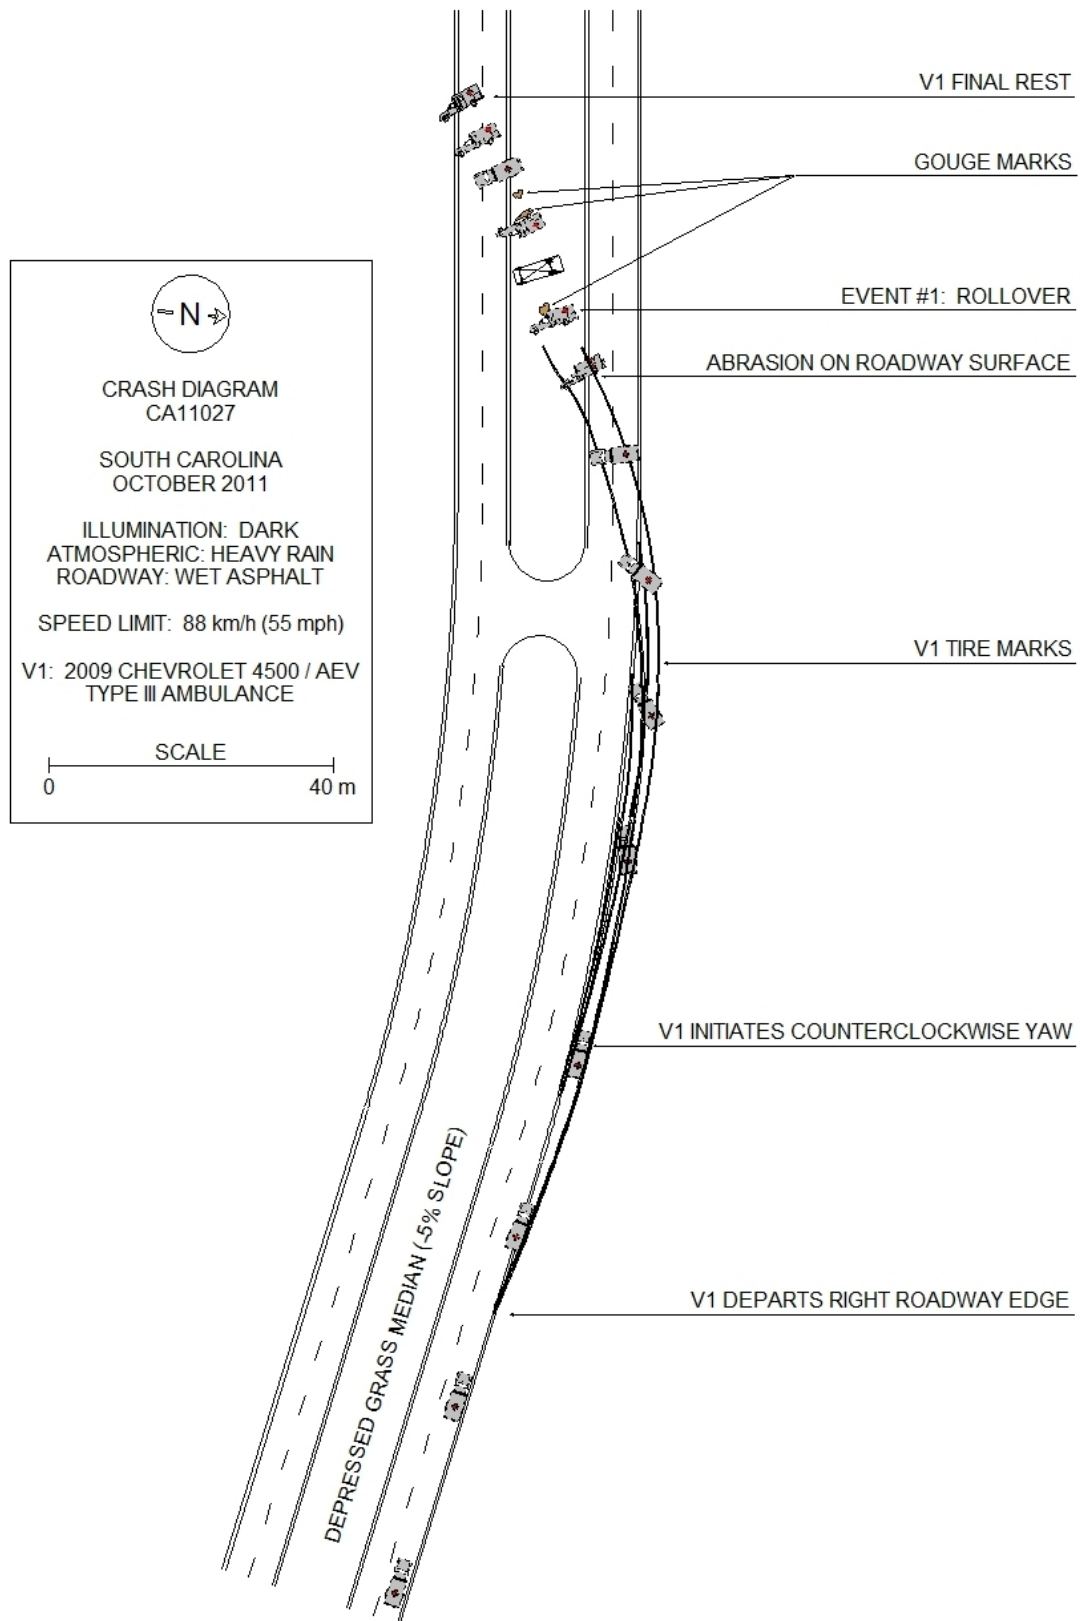 V1 FINAL REST
GOUGE MARKS
EVENT #1: ROLLOVER
ABRASION ON ROADWAY SURFACE
N
CRASH DIAGRAM
CA11027
SOUTH CAROLINA
OCTOBER 2011
ILLUMINATION: DARK
ATMOSPHERIC: HEAVY RAIN
ROADWAY: WET ASPHALT
SPEED LIMIT: 88 km/h (55 mph)
V1: 2009 CHEVROLET 4500 / AEV
TYPE III AMBULANCE
SCALE
0 40 m
V1 TIRE MARKS
V1 INITIATES COUNTERCLOCKWISE YAW
DEPRESSED GRASS MEDIAN (-5% SLOPE)
V1 DEPARTS RIGHT ROADWAY EDGE